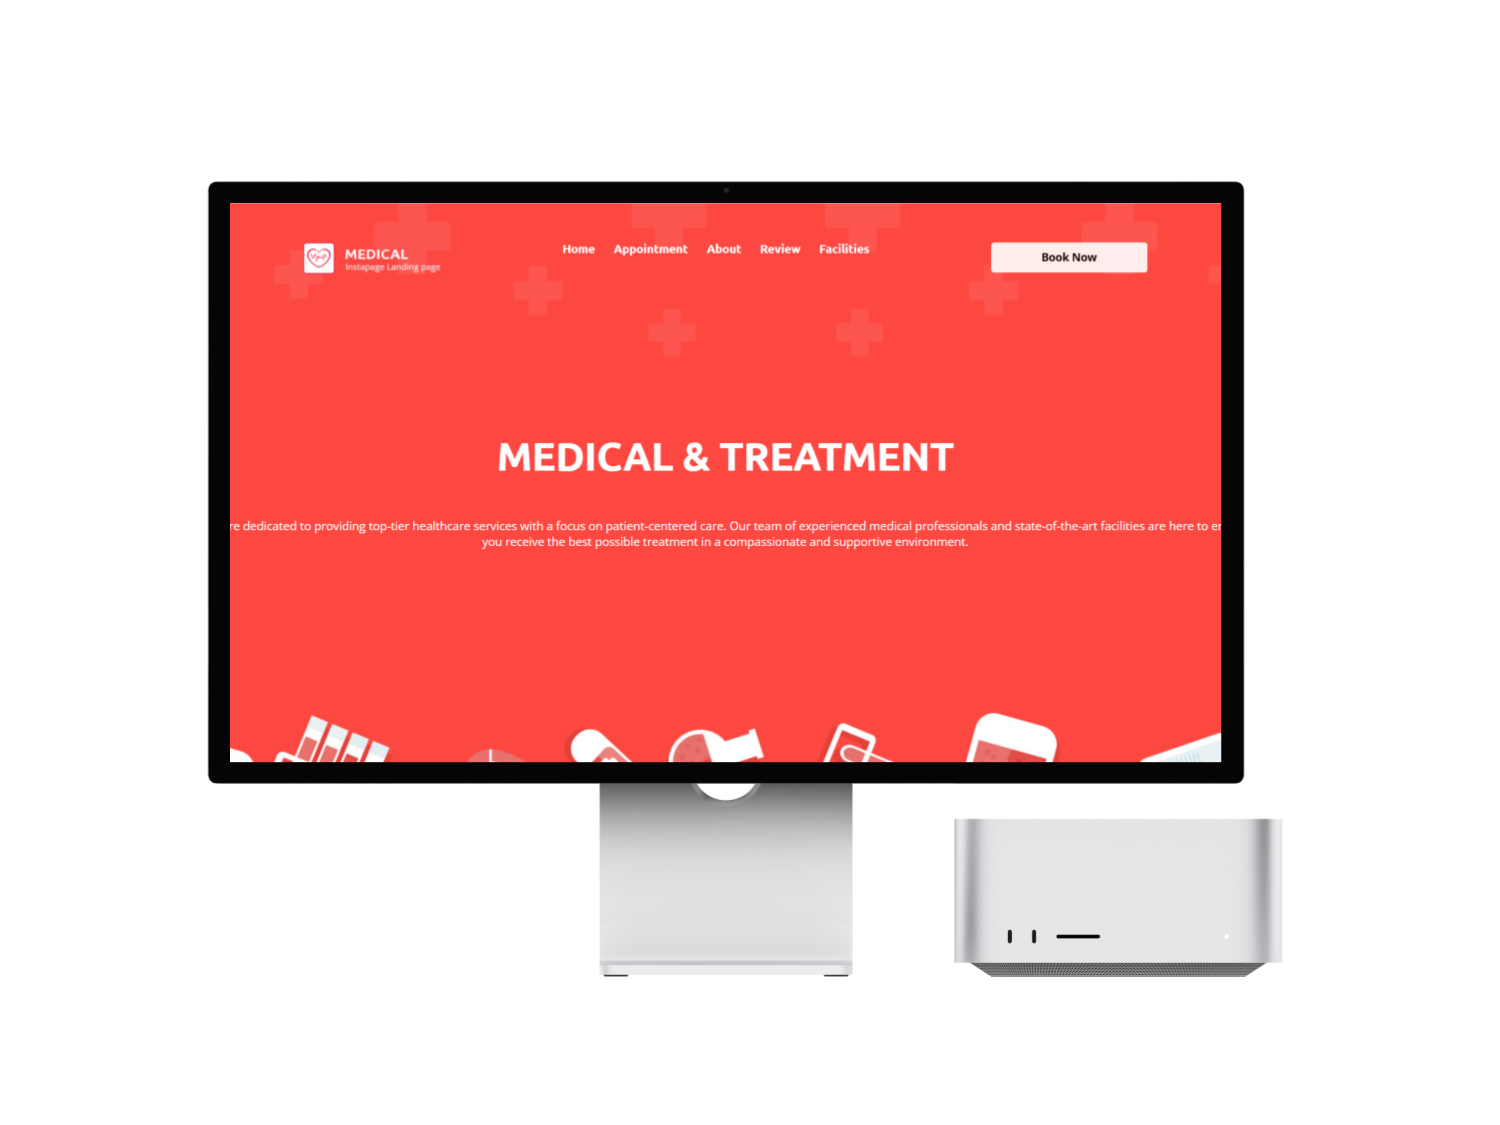 MEDICAL
Instapage Landing page
Home Appointment About Review Facilities
Book Now
MEDICAL & TREATMENT
re dedicated to providing top-tier healthcare services with a focus on patient-centered care. Our team of experienced medical professionals and state-of-the-art facilities are here to er
you receive the best possible treatment in a compassionate and supportive environment.